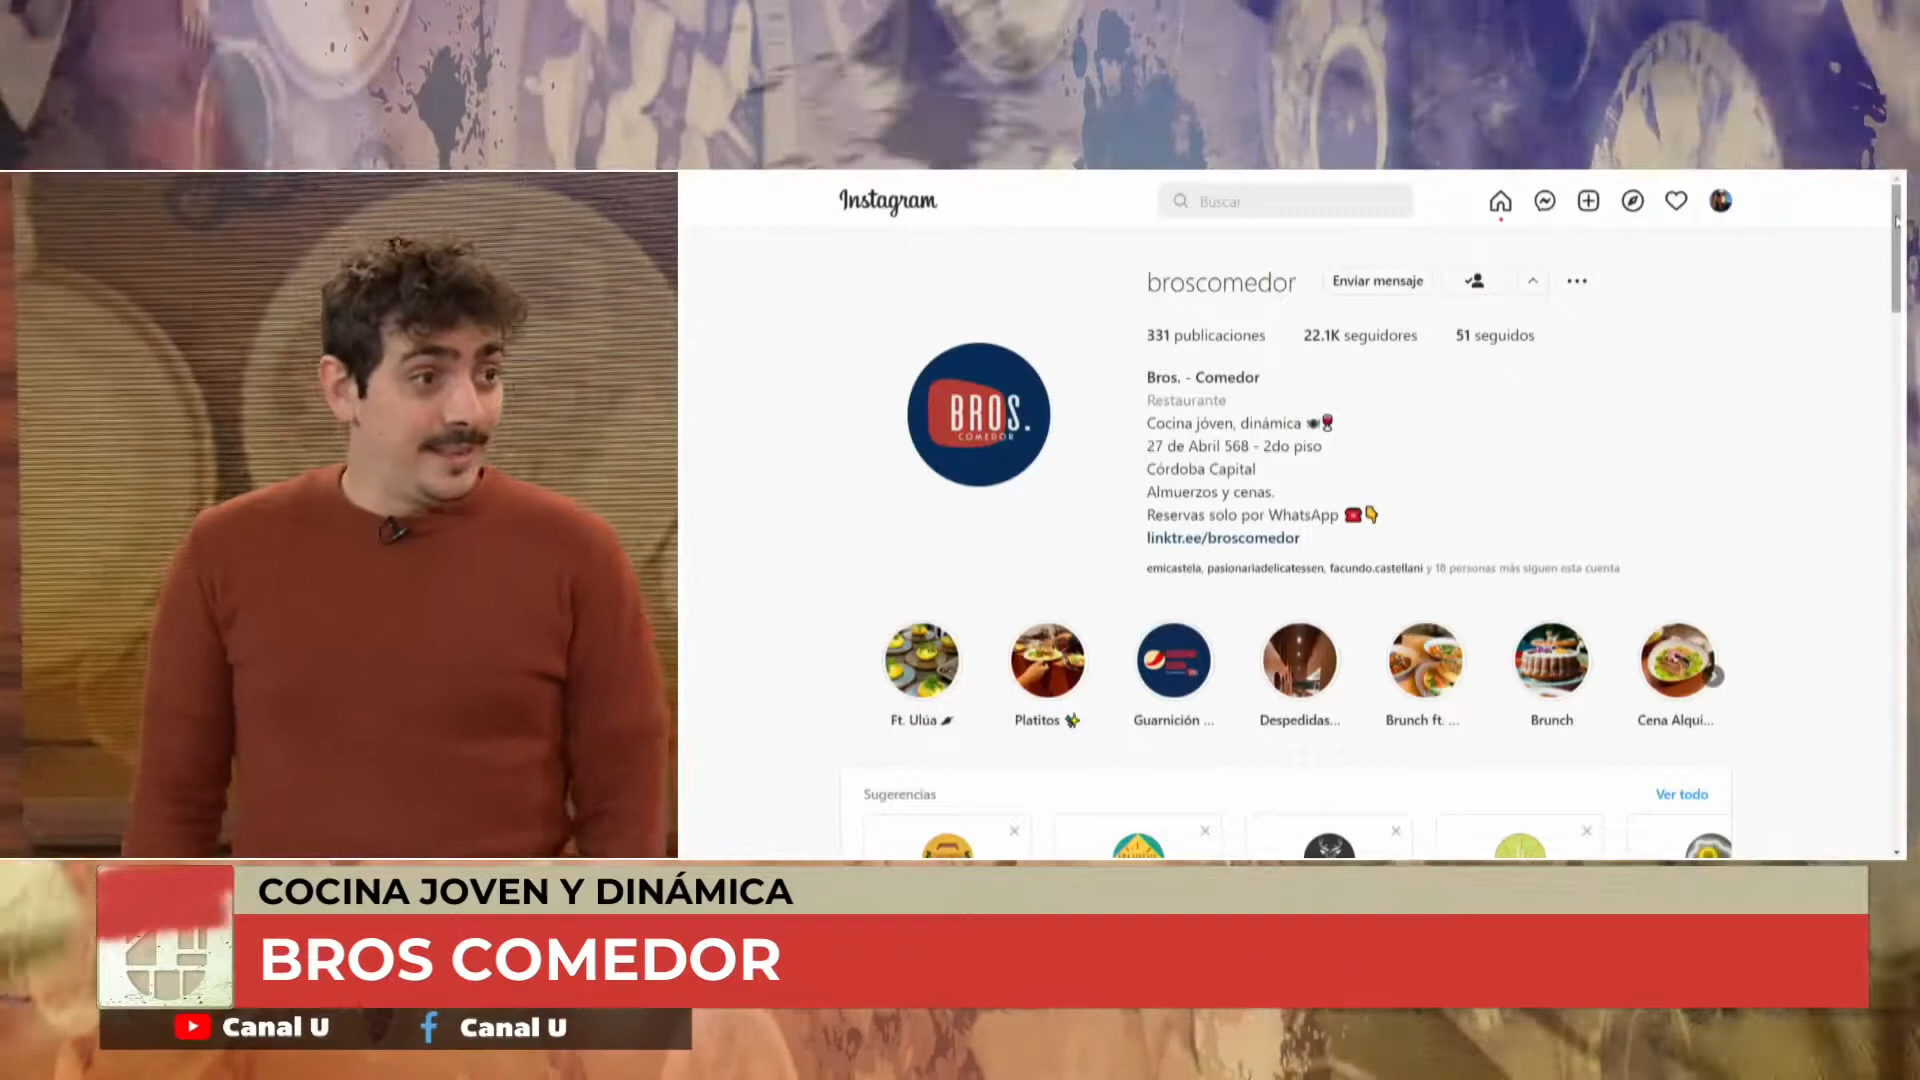 Instagram
Buscar
broscomedor
Enviar mensaje
331 publicaciones
22.1K seguidores
51 seguidos
Bros. - Comedor
Restaurante
Cocina jóven, dinámica 🍽🍷
27 de Abril 568 - 2do piso
Córdoba Capital
Almuerzos y cenas.
Reservas solo por WhatsApp ☎️👇
linktr.ee/broscomedor
emicastela, pasionariadelicatessen, facundo.castellani y 18 personas más siguen esta cuenta
BROS.
COMEDOR
Ft. Ulúa
Platitos
Guarnición ...
Despedidas...
Brunch ft. ...
Brunch
Cena Alqui...
Sugerencias
Ver todo
COCINA JOVEN Y DINÁMICA
BROS COMEDOR
Canal U
Canal U